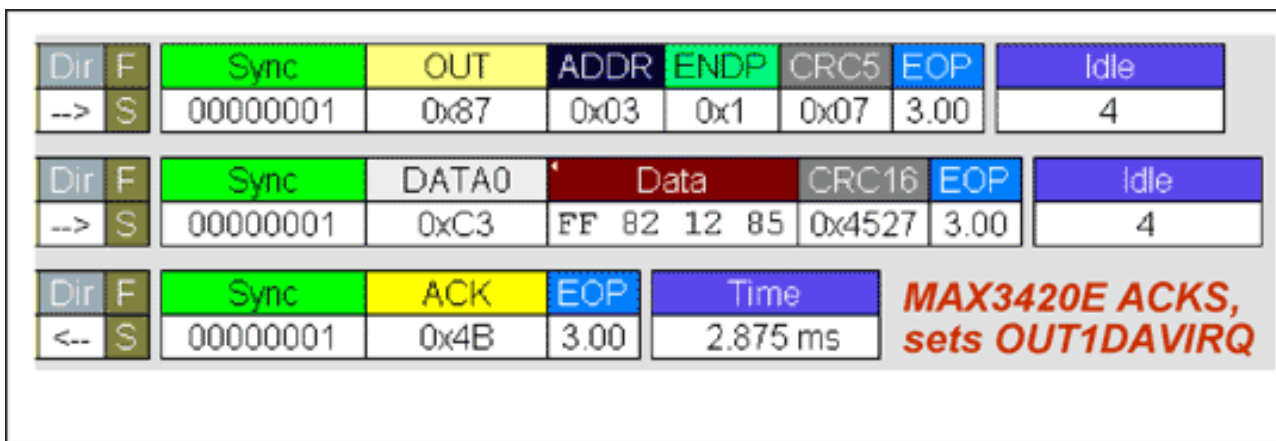 Dir F Sync OUT ADDR ENDP CRC5 EOP Idle
--> S 00000001 0x87 0x03 0x1 0x07 3.00 4
Dir F Sync DATA0 Data CRC16 EOP Idle
--> S 00000001 0xC3 FF 82 12 85 0x4527 3.00 4
Dir F Sync ACK EOP Time MAX3420E ACKS,
<-- S 00000001 0x4B 3.00 2.875 ms sets OUT1DAVIRQ